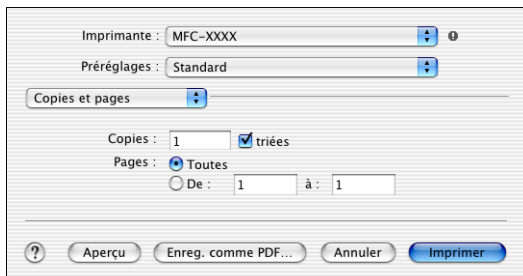 Imprimante : MFC-XXXX
Préréglages : Standard
Copies et pages
Copies : 1 triées
Pages : Toutes
De : 1 à : 1
? Aperçu Enreg. comme PDF... Annuler Imprimer